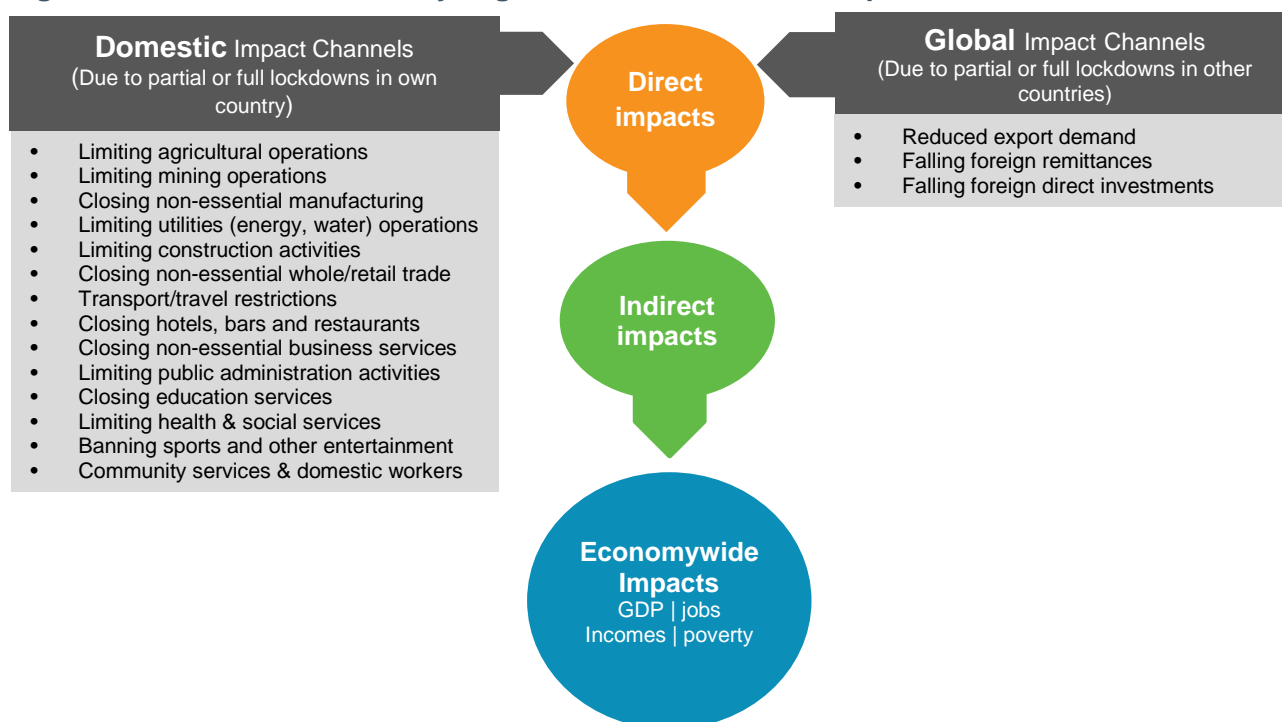 Domestic Impact Channels
(Due to partial or full lockdowns in own
country)
• Limiting agricultural operations
• Limiting mining operations
• Closing non-essential manufacturing
• Limiting utilities (energy, water) operations
• Limiting construction activities
• Closing non-essential whole/retail trade
• Transport/travel restrictions
• Closing hotels, bars and restaurants
• Closing non-essential business services
• Limiting public administration activities
• Closing education services
• Limiting health & social services
• Banning sports and other entertainment
• Community services & domestic workers
Direct
impacts
Global Impact Channels
(Due to partial or full lockdowns in other
countries)
• Reduced export demand
• Falling foreign remittances
• Falling foreign direct investments
Indirect
impacts
Economywide
Impacts
GDP | jobs
Incomes | poverty